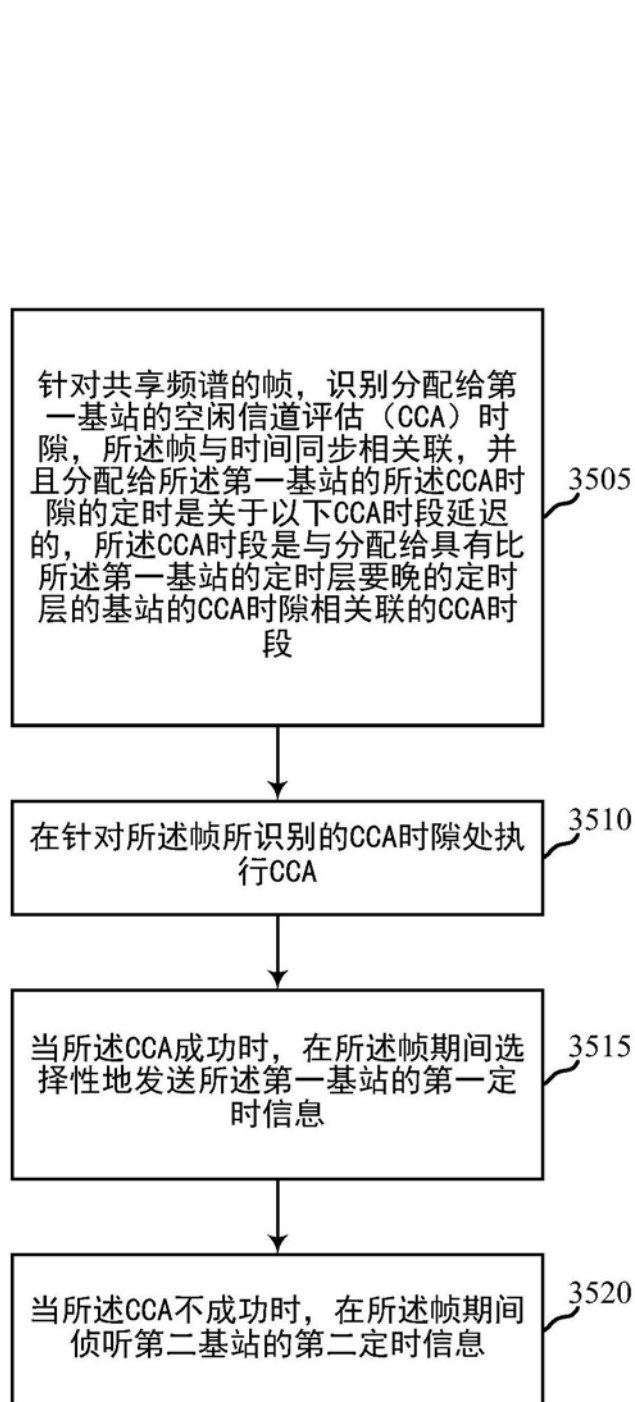 针对共享频谱的帧，识别分配给第
一基站的空闲信道评估（CCA）时
隙，所述帧与时间同步相关联，并
且分配给所述第一基站的所述CCA时
隙的定时是关于以下CCA时段延迟
的，所述CCA时段是与分配给具有比
所述第一基站的定时层要晚的定时
层的基站的CCA时隙相关联的CCA时
段
3505
在针对所述帧所识别的CCA时隙处执
行CCA
3510
当所述CCA成功时，在所述帧期间选
择性地发送所述第一基站的第一定
时信息
3515
当所述CCA不成功时，在所述帧期间
侦听第二基站的第二定时信息
3520